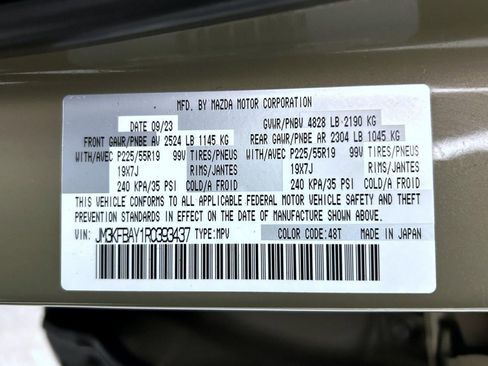 MFD. BY MAZDA MOTOR CORPORATION
DATE 09/23 GVWR/PNBV 4828 LB 2190 KG
FRONT GAWR/PNBE AV 2524 LB 1145 KG REAR GAWR/PNBE AR 2304 LB 1045 KG
WITH/AVEC P225/55R19 99V TIRES/PNEUS WITH/AVEC P225/55R19 99V TIRES/PNEUS
19X7J RIMS/JANTES 19X7J RIMS/JANTES
240 KPA/35 PSI COLD/A FROID 240 KPA/35 PSI COLD/A FROID
THIS VEHICLE CONFORMS TO ALL APPLICABLE FEDERAL MOTOR VEHICLE SAFETY AND
THEFT PREVENTION STANDARDS IN EFFECT ON THE DATE OF MANUFACTURE SHOWN ABOVE.
VIN: JM3KFBAY1R0393437 TYPE:MPV COLOR CODE:48T MADE IN JAPAN